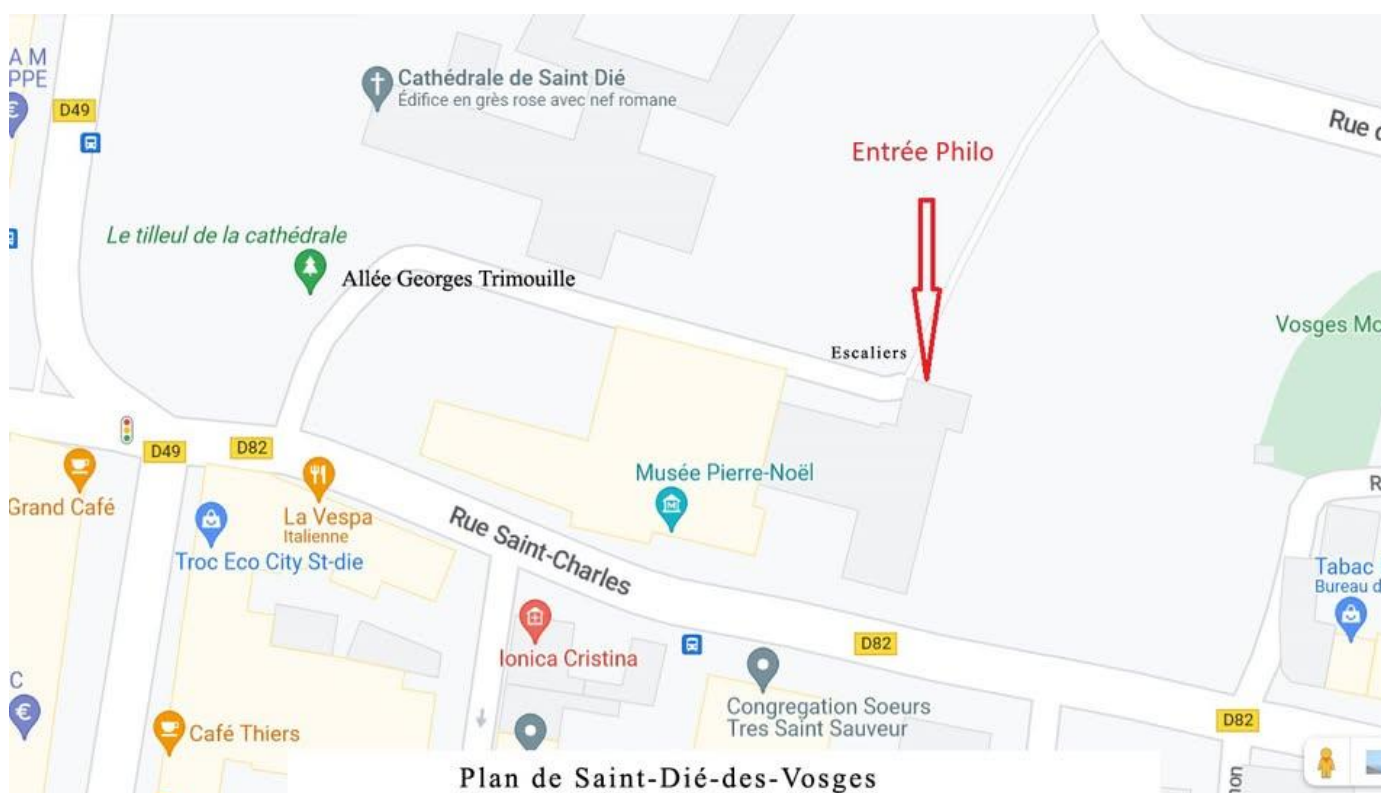 A M
PPE
D49
Cathédrale de Saint Dié
Édifice en grès rose avec nef romane
Rue d
Entrée Philo
Le tilleul de la cathédrale
Allée Georges Trimouille
Vosges Mo
Escaliers
D49
D82
Grand Café
La Vespa
Italienne
Troc Eco City St-die
Musée Pierre-Noël
Rue Saint-Charles
R
Tabac
Bureau d
Ionica Cristina
D82
Congregation Soeurs
Tres Saint Sauveur
C
Café Thiers
D82
non
Plan de Saint-Dié-des-Vosges